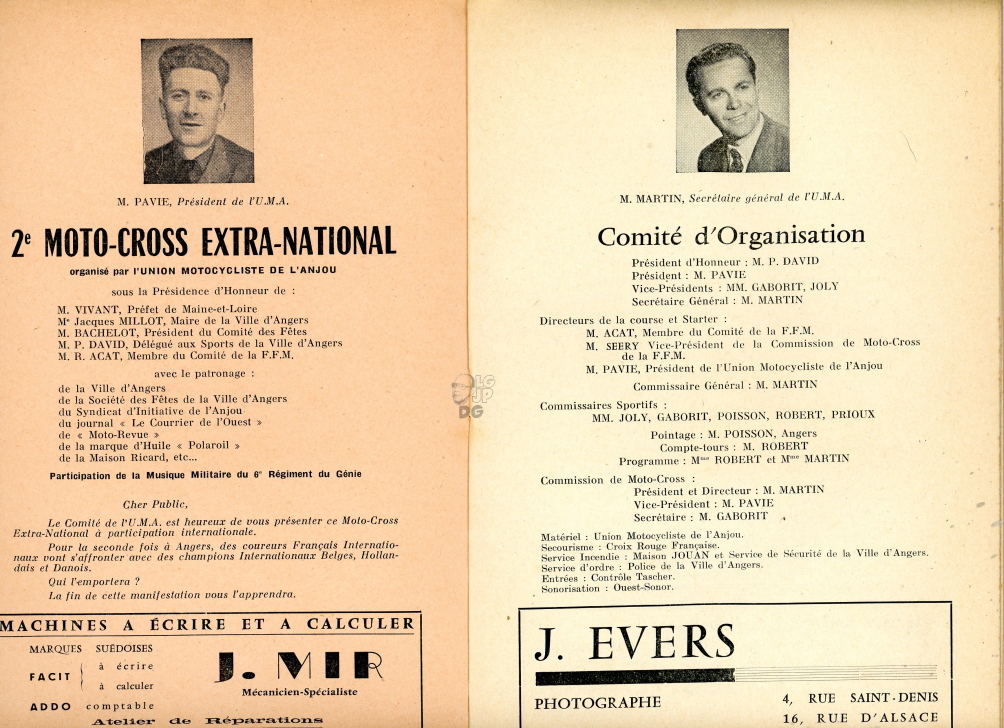 M. PAVIE, Président de l'U.M.A.
2e MOTO-CROSS EXTRA-NATIONAL
organisé par l'UNION MOTOCYCLISTE DE L'ANJOU
sous la Présidence d'Honneur de :
M. VIVANT, Préfet de Maine-et-Loire
Me Jacques MILLOT, Maire de la Ville d'Angers
M. BACHELOT, Président du Comité des Fêtes
M. P. DAVID, Délégué aux Sports de la Ville d'Angers
M. R. ACAT, Membre du Comité de la F.F.M.
avec le patronage :
de la Ville d'Angers
de la Société des Fêtes de la Ville d'Angers
du Syndicat d'Initiative de l'Anjou
du journal « Le Courrier de l'Ouest »
de « Moto-Revue »
de la marque d'Huile « Polaroil »
de la Maison Ricard, etc...
Participation de la Musique Militaire du 6e Régiment du Génie
Cher Public,
Le Comité de l'U.M.A. est heureux de vous présenter ce Moto-Cross
Extra-National à participation internationale.
Pour la seconde fois à Angers, des coureurs Français Internatio-
naux vont s'affronter avec des champions Internationaux Belges, Hollan-
dais et Danois.
Qui l'emportera ?
La fin de cette manifestation vous l'apprendra.
MACHINES A ÉCRIRE ET A CALCULER
MARQUES SUÉDOISES
FACIT
à écrire
à calculer
ADDO comptable
J. MIR
Mécanicien-Spécialiste
Atelier de Réparations
M. MARTIN, Secrétaire général de l'U.M.A.
Comité d'Organisation
Président d'Honneur : M. P. DAVID
Président : M. PAVIE
Vice-Présidents : MM. GABORIT, JOLY
Secrétaire Général : M. MARTIN
Directeurs de la course et Starter :
M. ACAT, Membre du Comité de la F.F.M.
M. SEERY Vice-Président de la Commission de Moto-Cross
de la F.F.M.
M. PAVIE, Président de l'Union Motocycliste de l'Anjou
Commissaire Général : M. MARTIN
Commissaires Sportifs :
MM. JOLY, GABORIT, POISSON, ROBERT, PRIOUX
Pointage : M. POISSON, Angers
Compte-tours : M. ROBERT
Programme : Mme ROBERT et Mme MARTIN
Commission de Moto-Cross :
Président et Directeur : M. MARTIN
Vice-Président : M. PAVIE
Secrétaire : M. GABORIT
Matériel : Union Motocycliste de l'Anjou.
Secourisme : Croix Rouge Française.
Service Incendie : Maison JOUAN et Service de Sécurité de la Ville d'Angers.
Service d'ordre : Police de la Ville d'Angers.
Entrées : Contrôle Tascher.
Sonorisation : Ouest-Sonor.
J. EVERS
PHOTOGRAPHE
4, RUE SAINT-DENIS
16, RUE D'ALSACE
LG
JP
DG